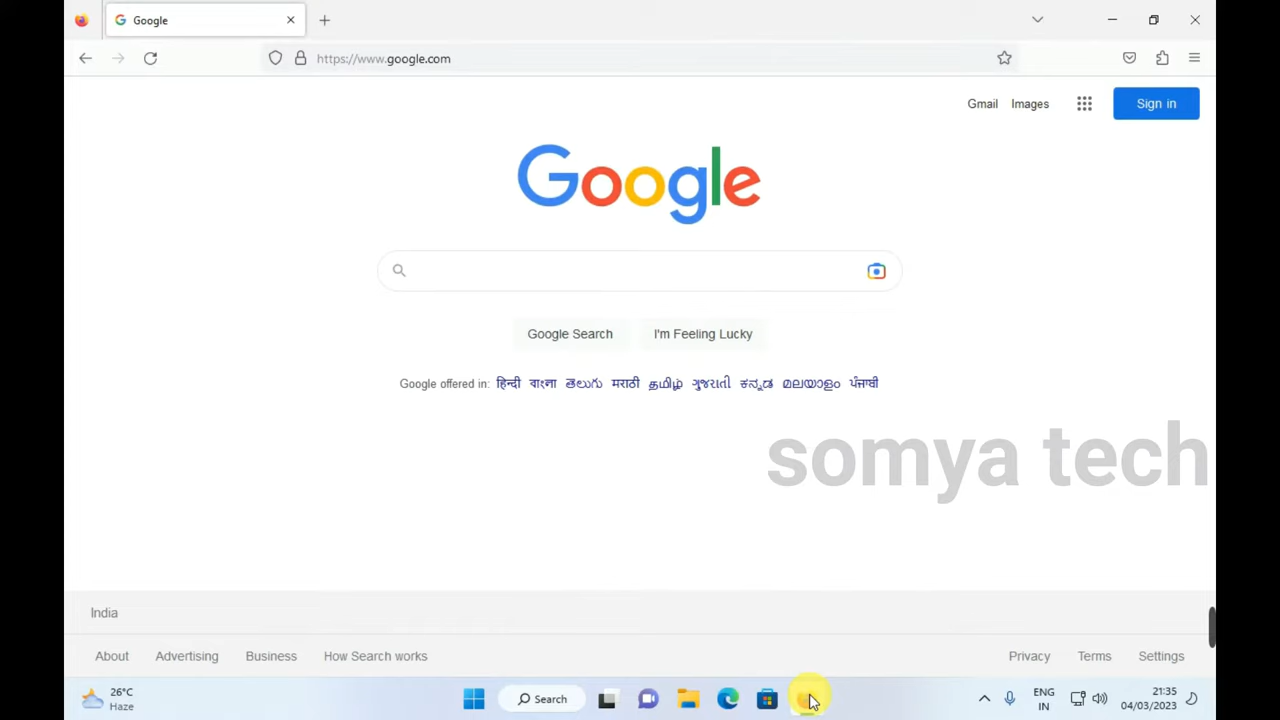 Google
https://www.google.com
Gmail Images Sign in
Google
Google Search I'm Feeling Lucky
Google offered in: हिन्दी বাংলা తెలుగు मराठी தமிழ் ગુજરાતી ಕನ್ನಡ മലയാളം ਪੰਜਾਬੀ
somya tech
India
About Advertising Business How Search works Privacy Terms Settings
26°C
Haze
Search
ENG
IN
21:35
04/03/2023